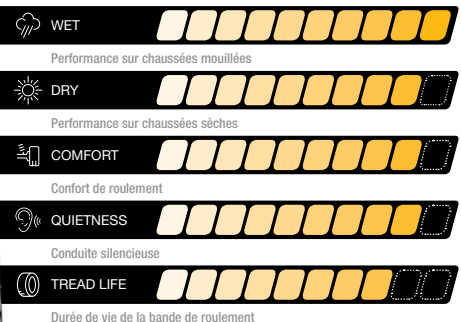 WET
Performance sur chaussées mouillées
DRY
Performance sur chaussées sèches
COMFORT
Confort de roulement
QUIETNESS
Conduite silencieuse
TREAD LIFE
Durée de vie de la bande de roulement